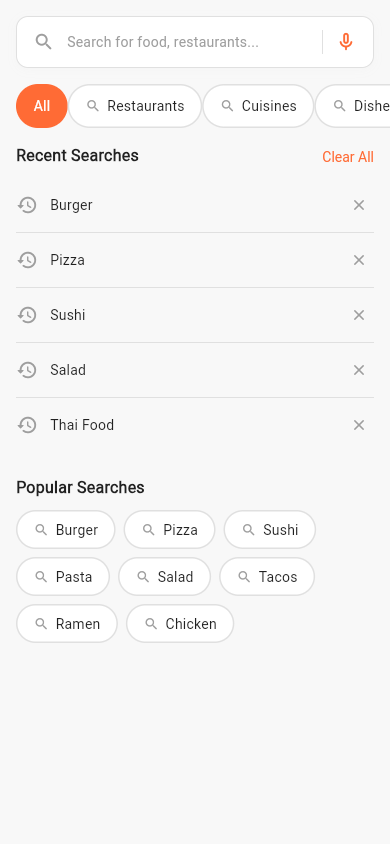 Search for food, restaurants...
All Restaurants Cuisines Dishe
Recent Searches Clear All
Burger
Pizza
Sushi
Salad
Thai Food
Popular Searches
Burger Pizza Sushi
Pasta Salad Tacos
Ramen Chicken